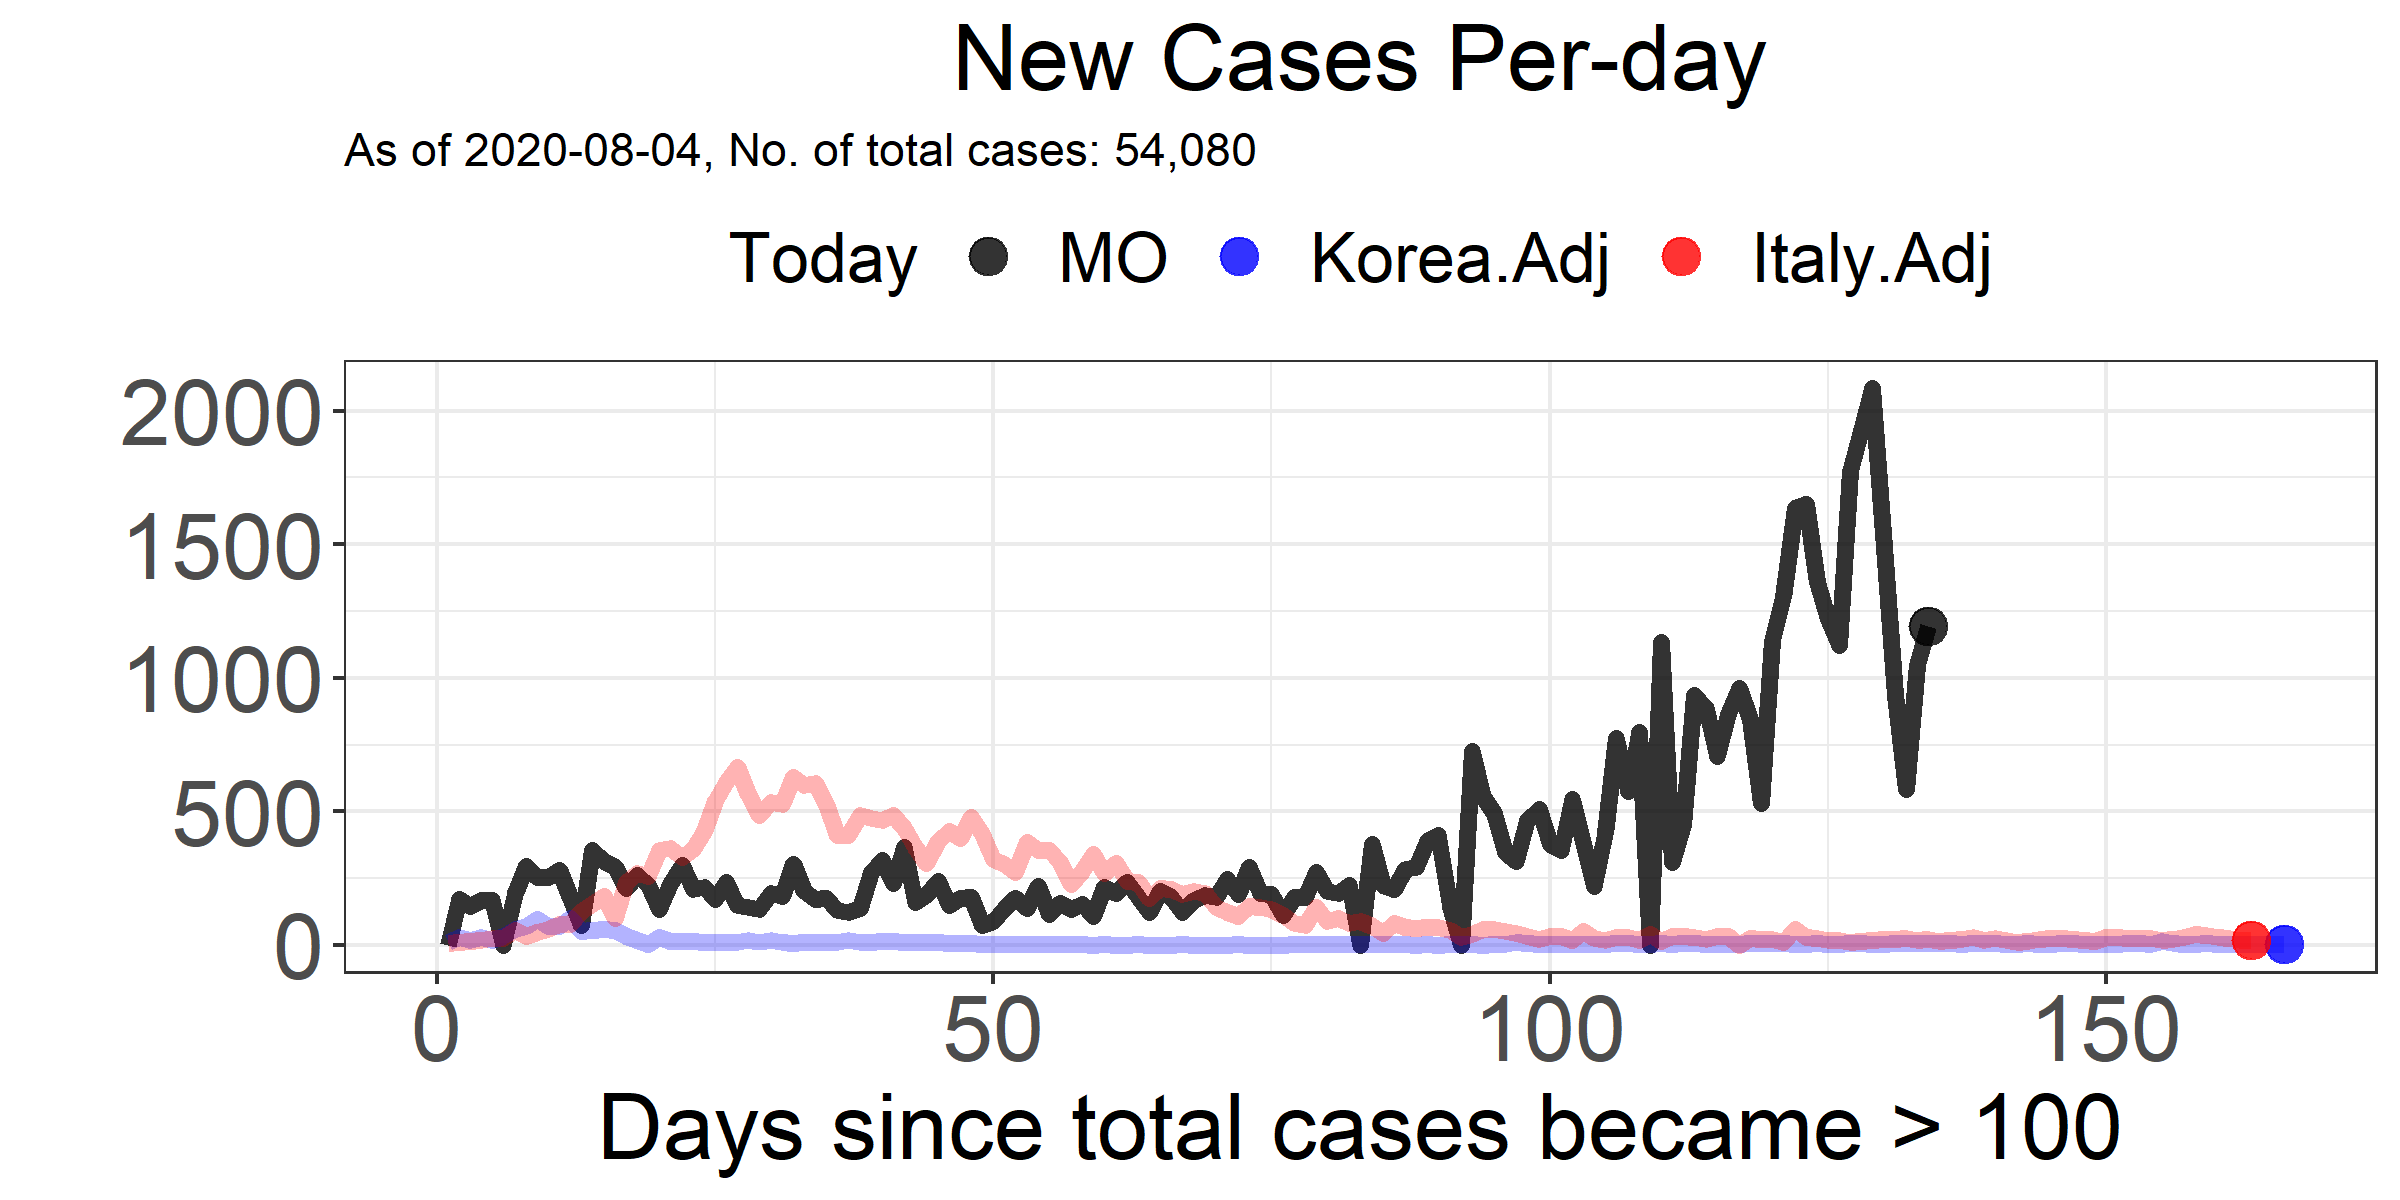 New Cases Per-day
As of 2020-08-04, No. of total cases: 54,080
Today MO Korea.Adj Italy.Adj
2000
1500
1000
500
0
0 50 100 150
Days since total cases became > 100